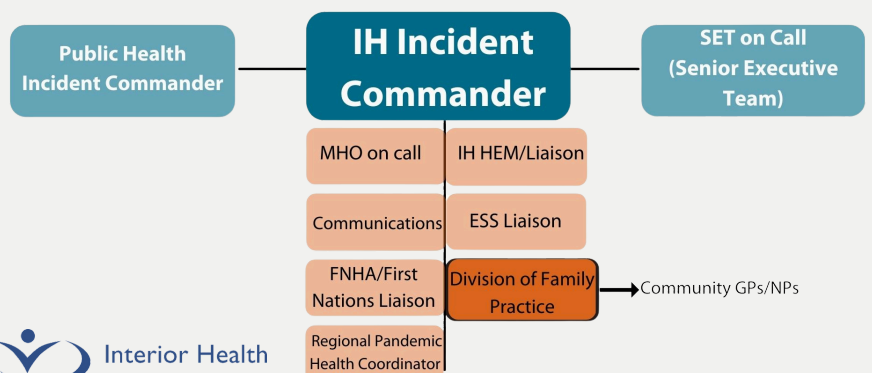 Public Health
Incident Commander
IH Incident
Commander
SET on Call
(Senior Executive
Team)
MHO on call
IH HEM/Liaison
Communications
ESS Liaison
FNHA/First
Nations Liaison
Division of Family
Practice
Community GPs/NPs
Regional Pandemic
Health Coordinator
Interior Health